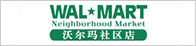 WAL★MART
Neighborhood Market
沃尔玛社区店